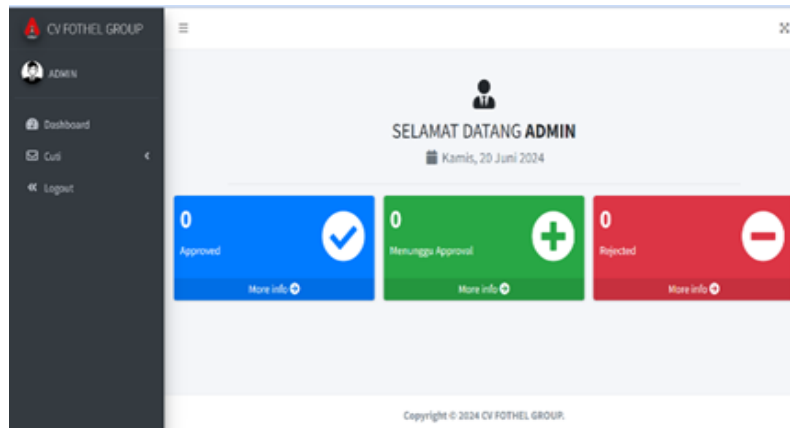 CV FOTHEL GROUP
ADMIN
Dashboard
Cuti
Logout
SELAMAT DATANG ADMIN
Kamis, 20 Juni 2024
0
Approved
More info
0
Menunggu Approval
More info
0
Rejected
More info
Copyright © 2024 CV FOTHEL GROUP.